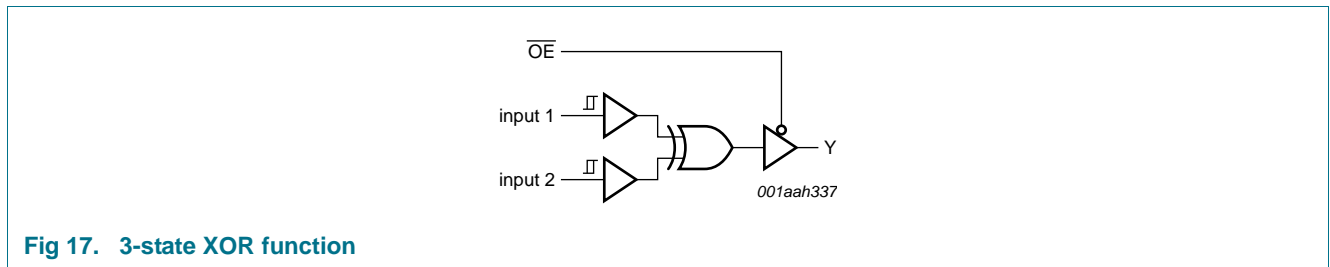 OE
input 1
Y
input 2
001aah337
Fig 17. 3-state XOR function